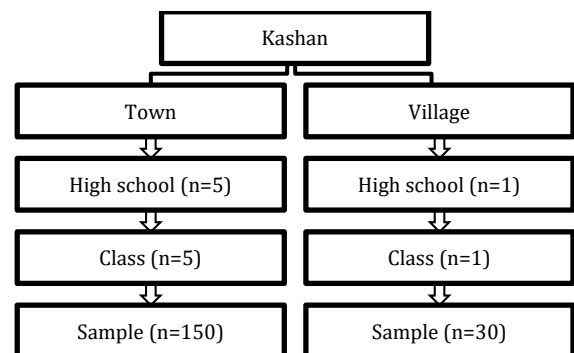 Kashan
Town
Village
High school (n=5)
High school (n=1)
Class (n=5)
Class (n=1)
Sample (n=150)
Sample (n=30)